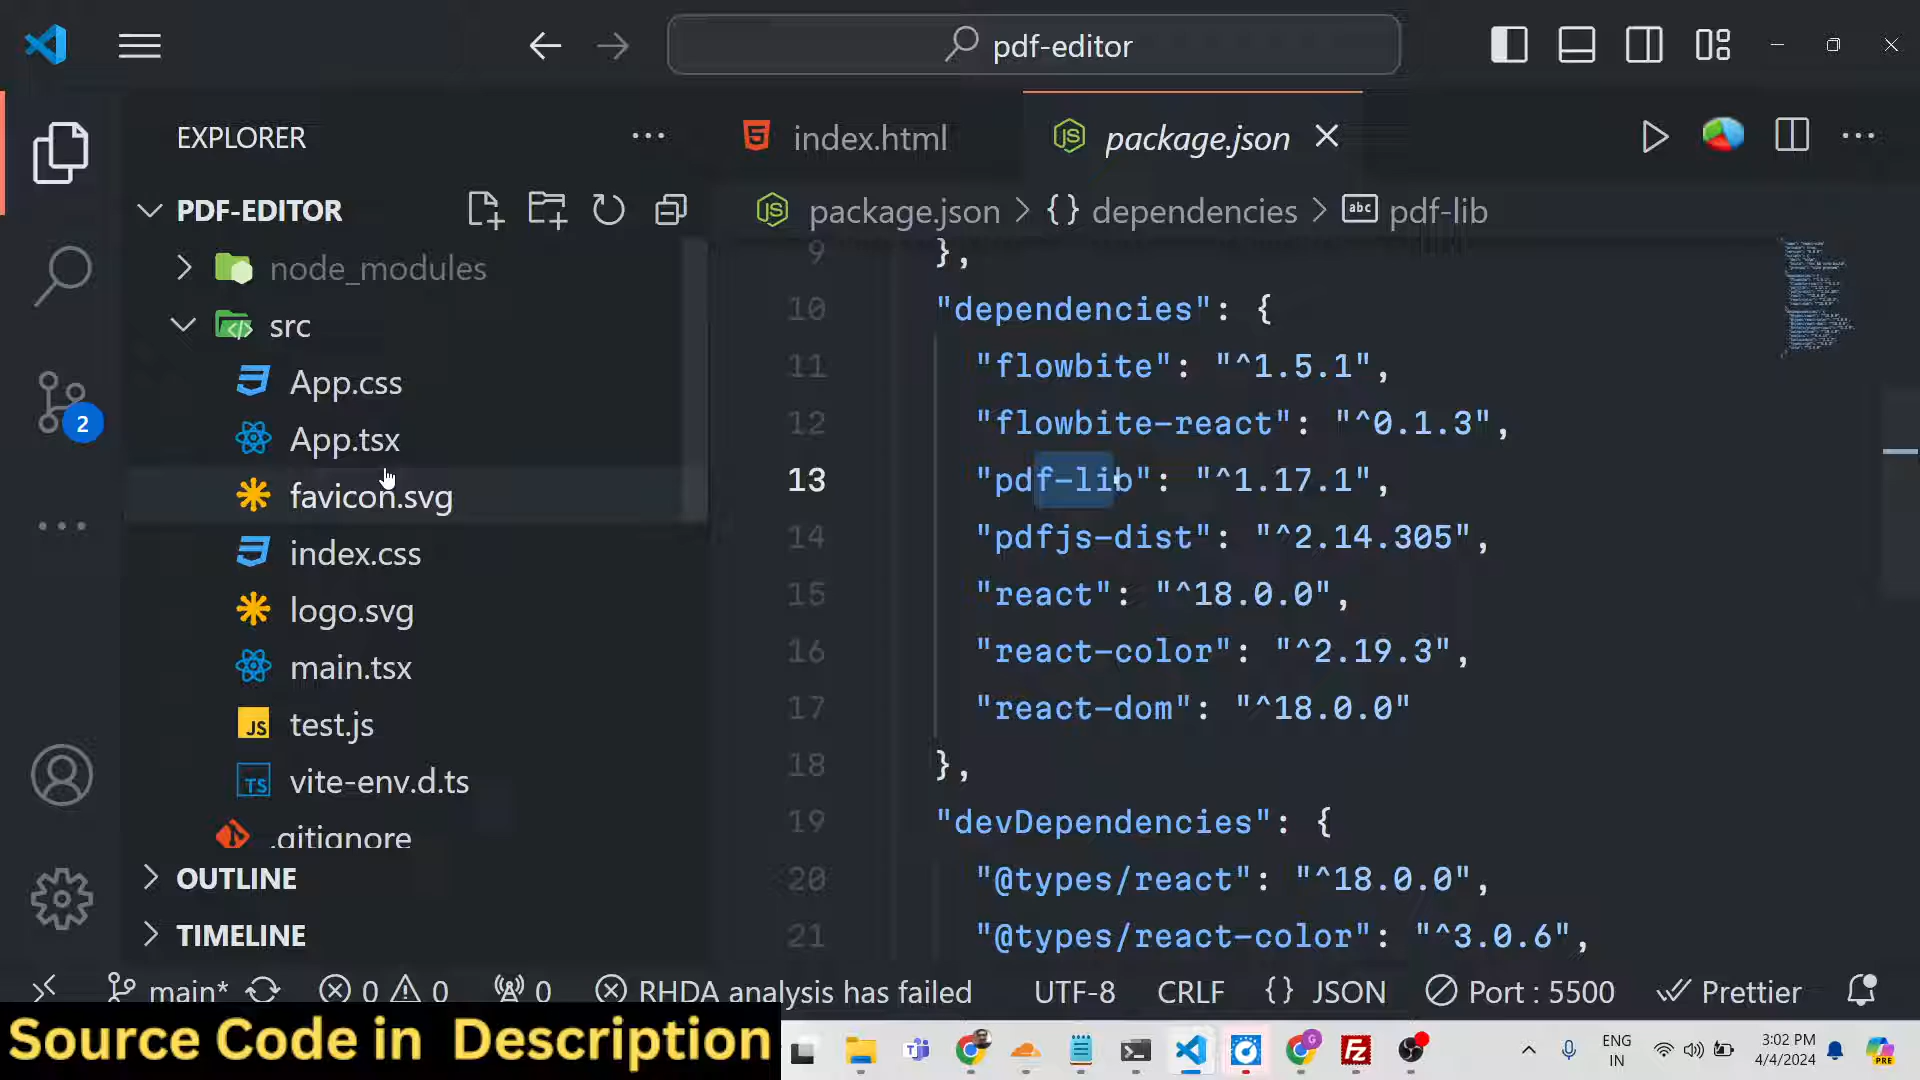 pdf-editor
EXPLORER
index.html
package.json
PDF-EDITOR
package.json > {} dependencies > abc pdf-lib
node_modules
src
App.css
App.tsx
favicon.svg
index.css
logo.svg
main.tsx
test.js
vite-env.d.ts
.gitignore
OUTLINE
TIMELINE
2
JS
TS
9 },
10 "dependencies": {
11 "flowbite": "^1.5.1",
12 "flowbite-react": "^0.1.3",
13 "pdf-lib": "^1.17.1",
14 "pdfjs-dist": "^2.14.305",
15 "react": "^18.0.0",
16 "react-color": "^2.19.3",
17 "react-dom": "^18.0.0"
18 },
19 "devDependencies": {
20 "@types/react": "^18.0.0",
21 "@types/react-color": "^3.0.6",
main* 0 0 0 RHDA analysis has failed UTF-8 CRLF {} JSON Port : 5500 Prettier
Source Code in Description
ENG
IN
3:02 PM
4/4/2024
PRE